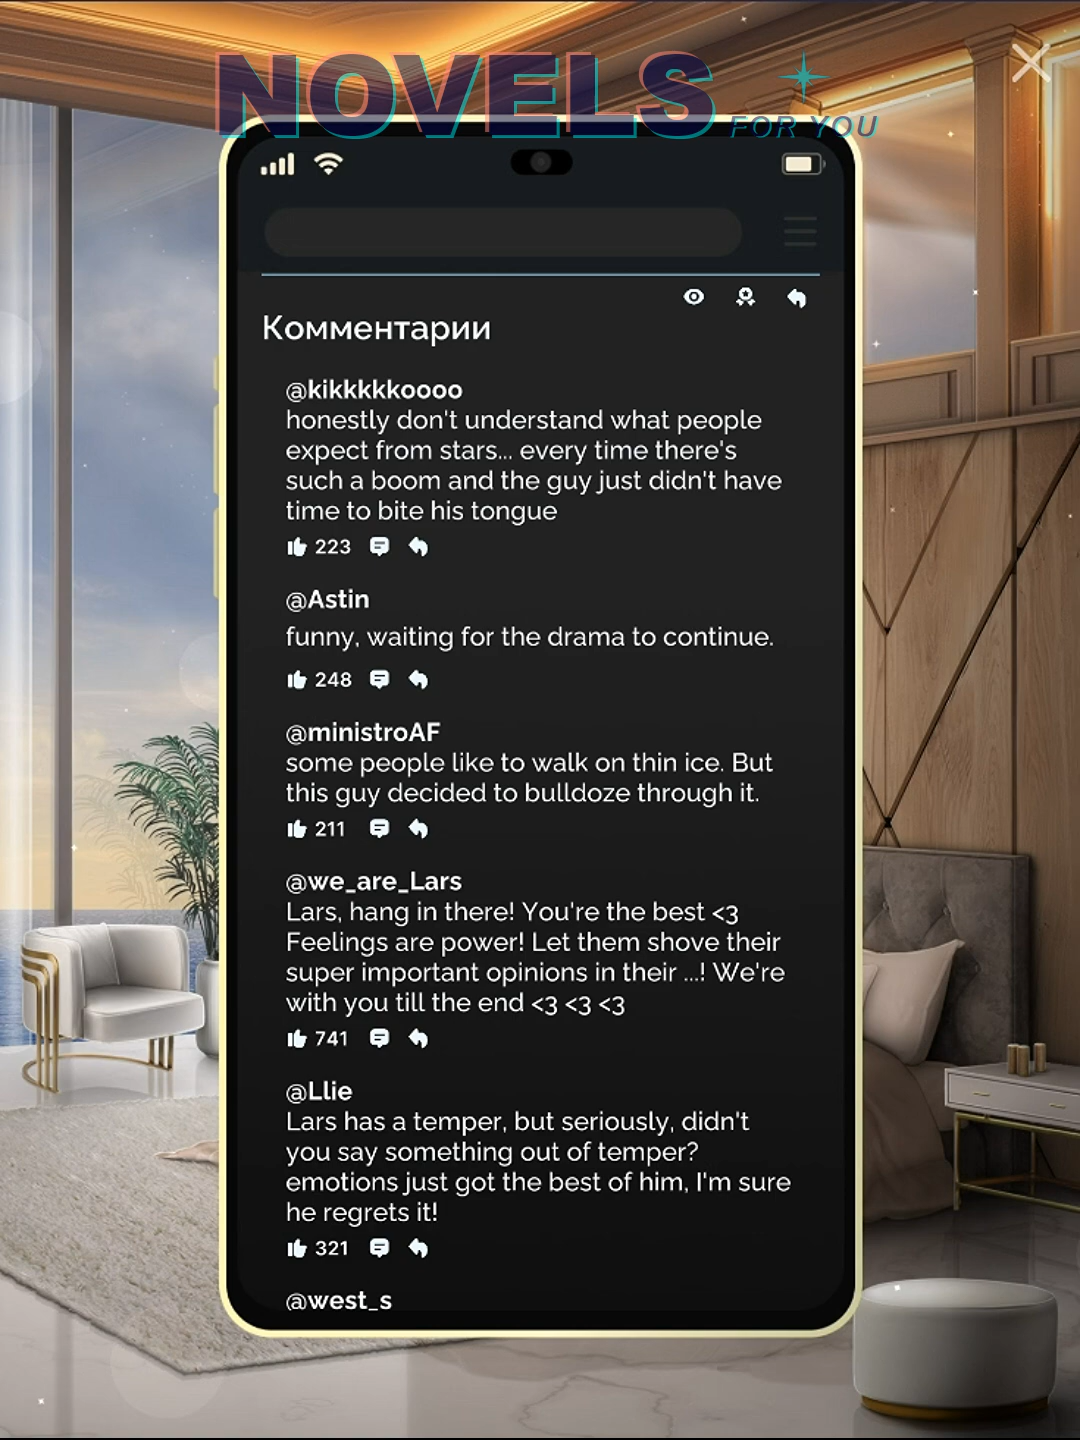 NOVELS
FOR YOU
Комментарии
@kikkkkkoooo
honestly don't understand what people
expect from stars... every time there's
such a boom and the guy just didn't have
time to bite his tongue
223
@Astin
funny, waiting for the drama to continue.
248
@ministroAF
some people like to walk on thin ice. But
this guy decided to bulldoze through it.
211
@we_are_Lars
Lars, hang in there! You're the best <3
Feelings are power! Let them shove their
super important opinions in their ...! We're
with you till the end <3 <3 <3
741
@Llie
Lars has a temper, but seriously, didn't
you say something out of temper?
emotions just got the best of him, I'm sure
he regrets it!
321
@west_s